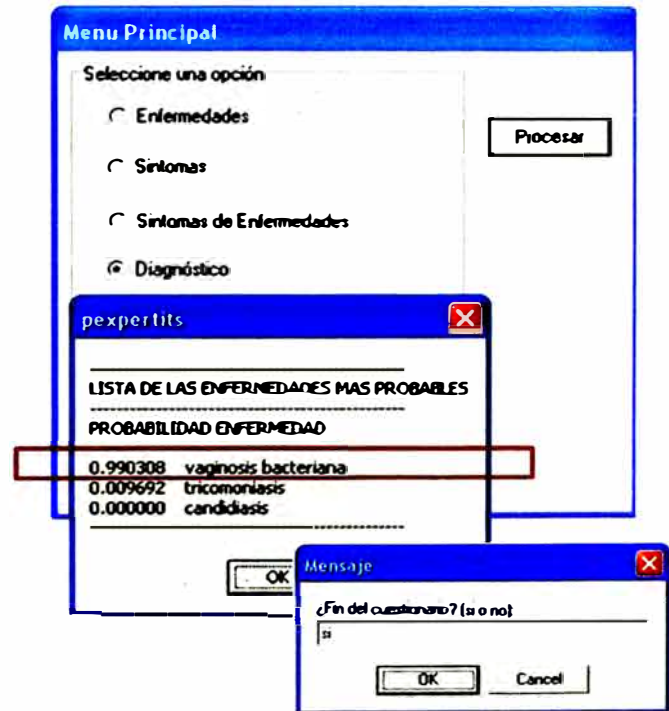 Menu Principal
Seleccione una opción
Enfermedades
Procesar
Sintomas
Sintomas de Enfermedades
Diagnóstico
pexpertits
LISTA DE LAS ENFERMEDADES MAS PROBABLES
PROBABILIDAD ENFERMEDAD
0.990308 vaginosis bacteriana
0.009692 tricomoniasis
0.000000 candidiasis
OK
Mensaje
¿Fin del cuestionario? (si o no)
si
OK Cancel